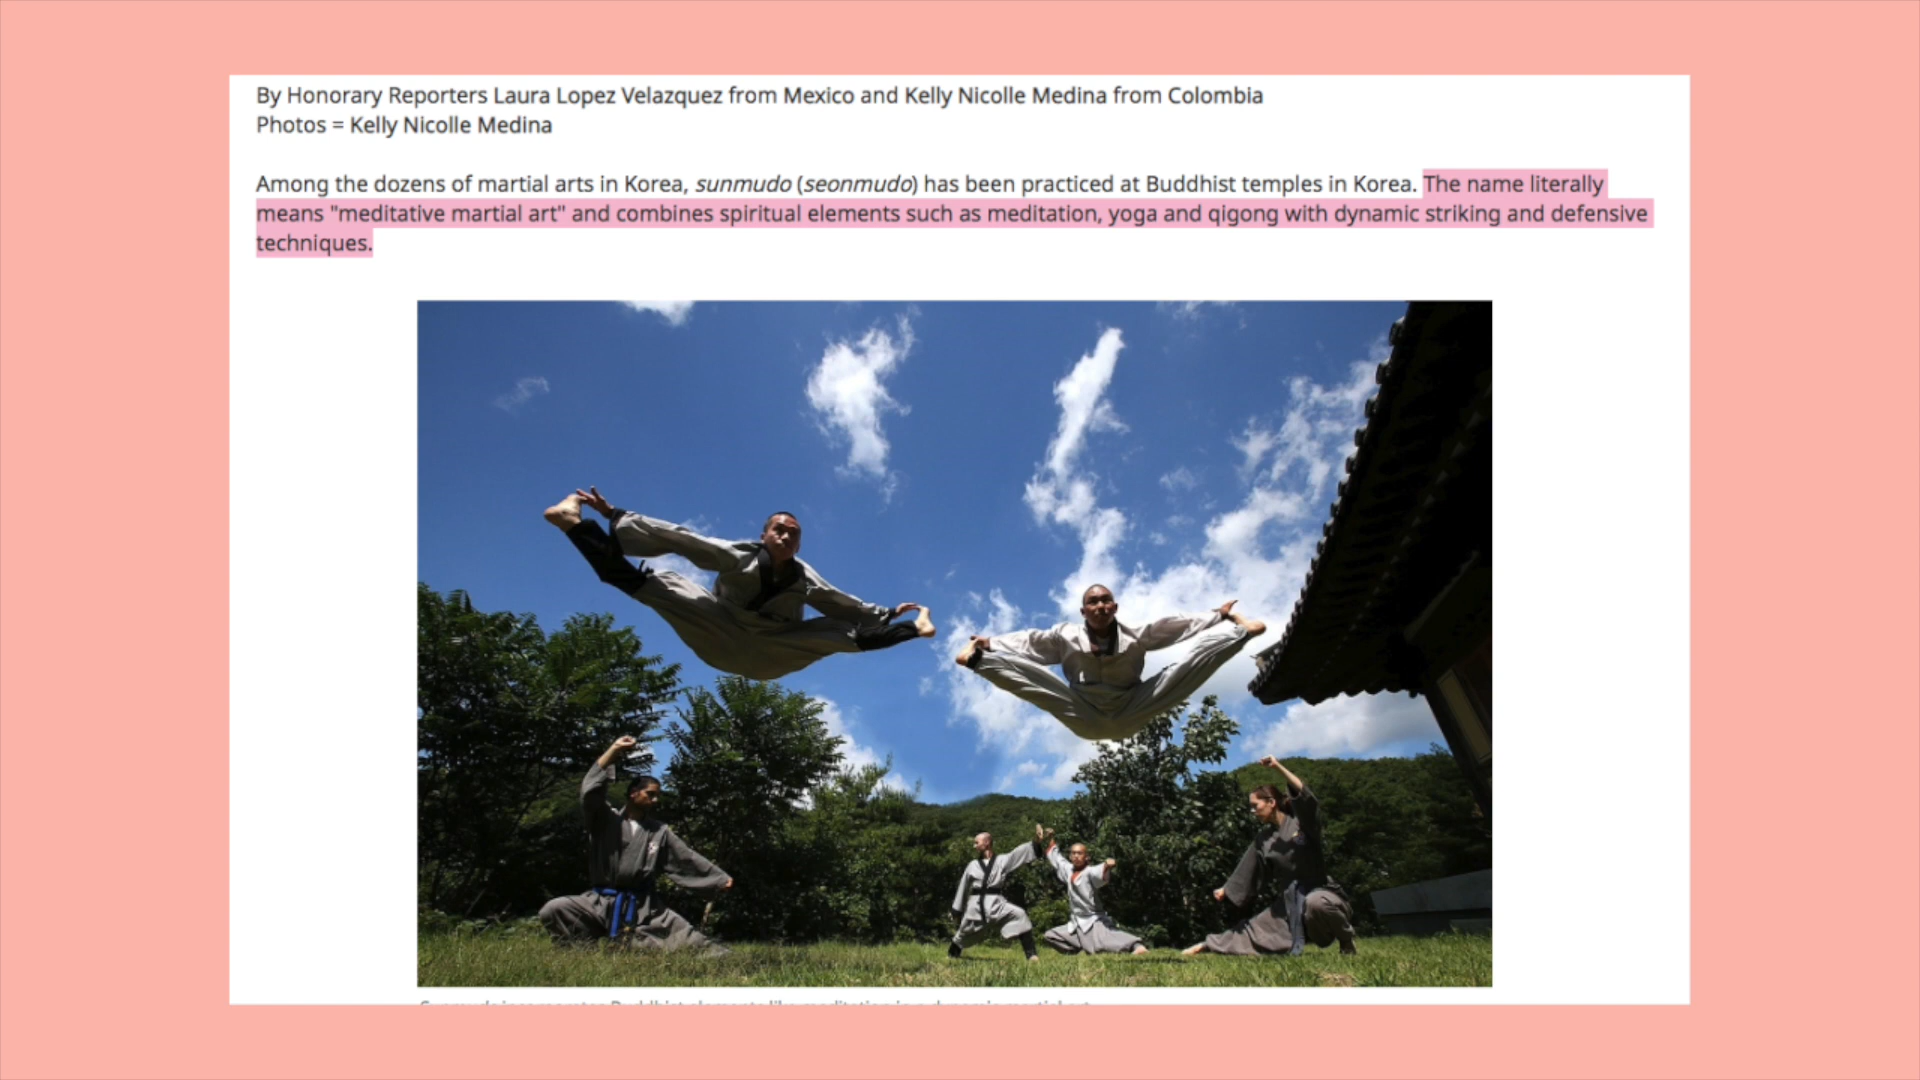 By Honorary Reporters Laura Lopez Velazquez from Mexico and Kelly Nicolle Medina from Colombia
Photos = Kelly Nicolle Medina
Among the dozens of martial arts in Korea, sunmudo (seonmudo) has been practiced at Buddhist temples in Korea. The name literally
means "meditative martial art" and combines spiritual elements such as meditation, yoga and qigong with dynamic striking and defensive
techniques.